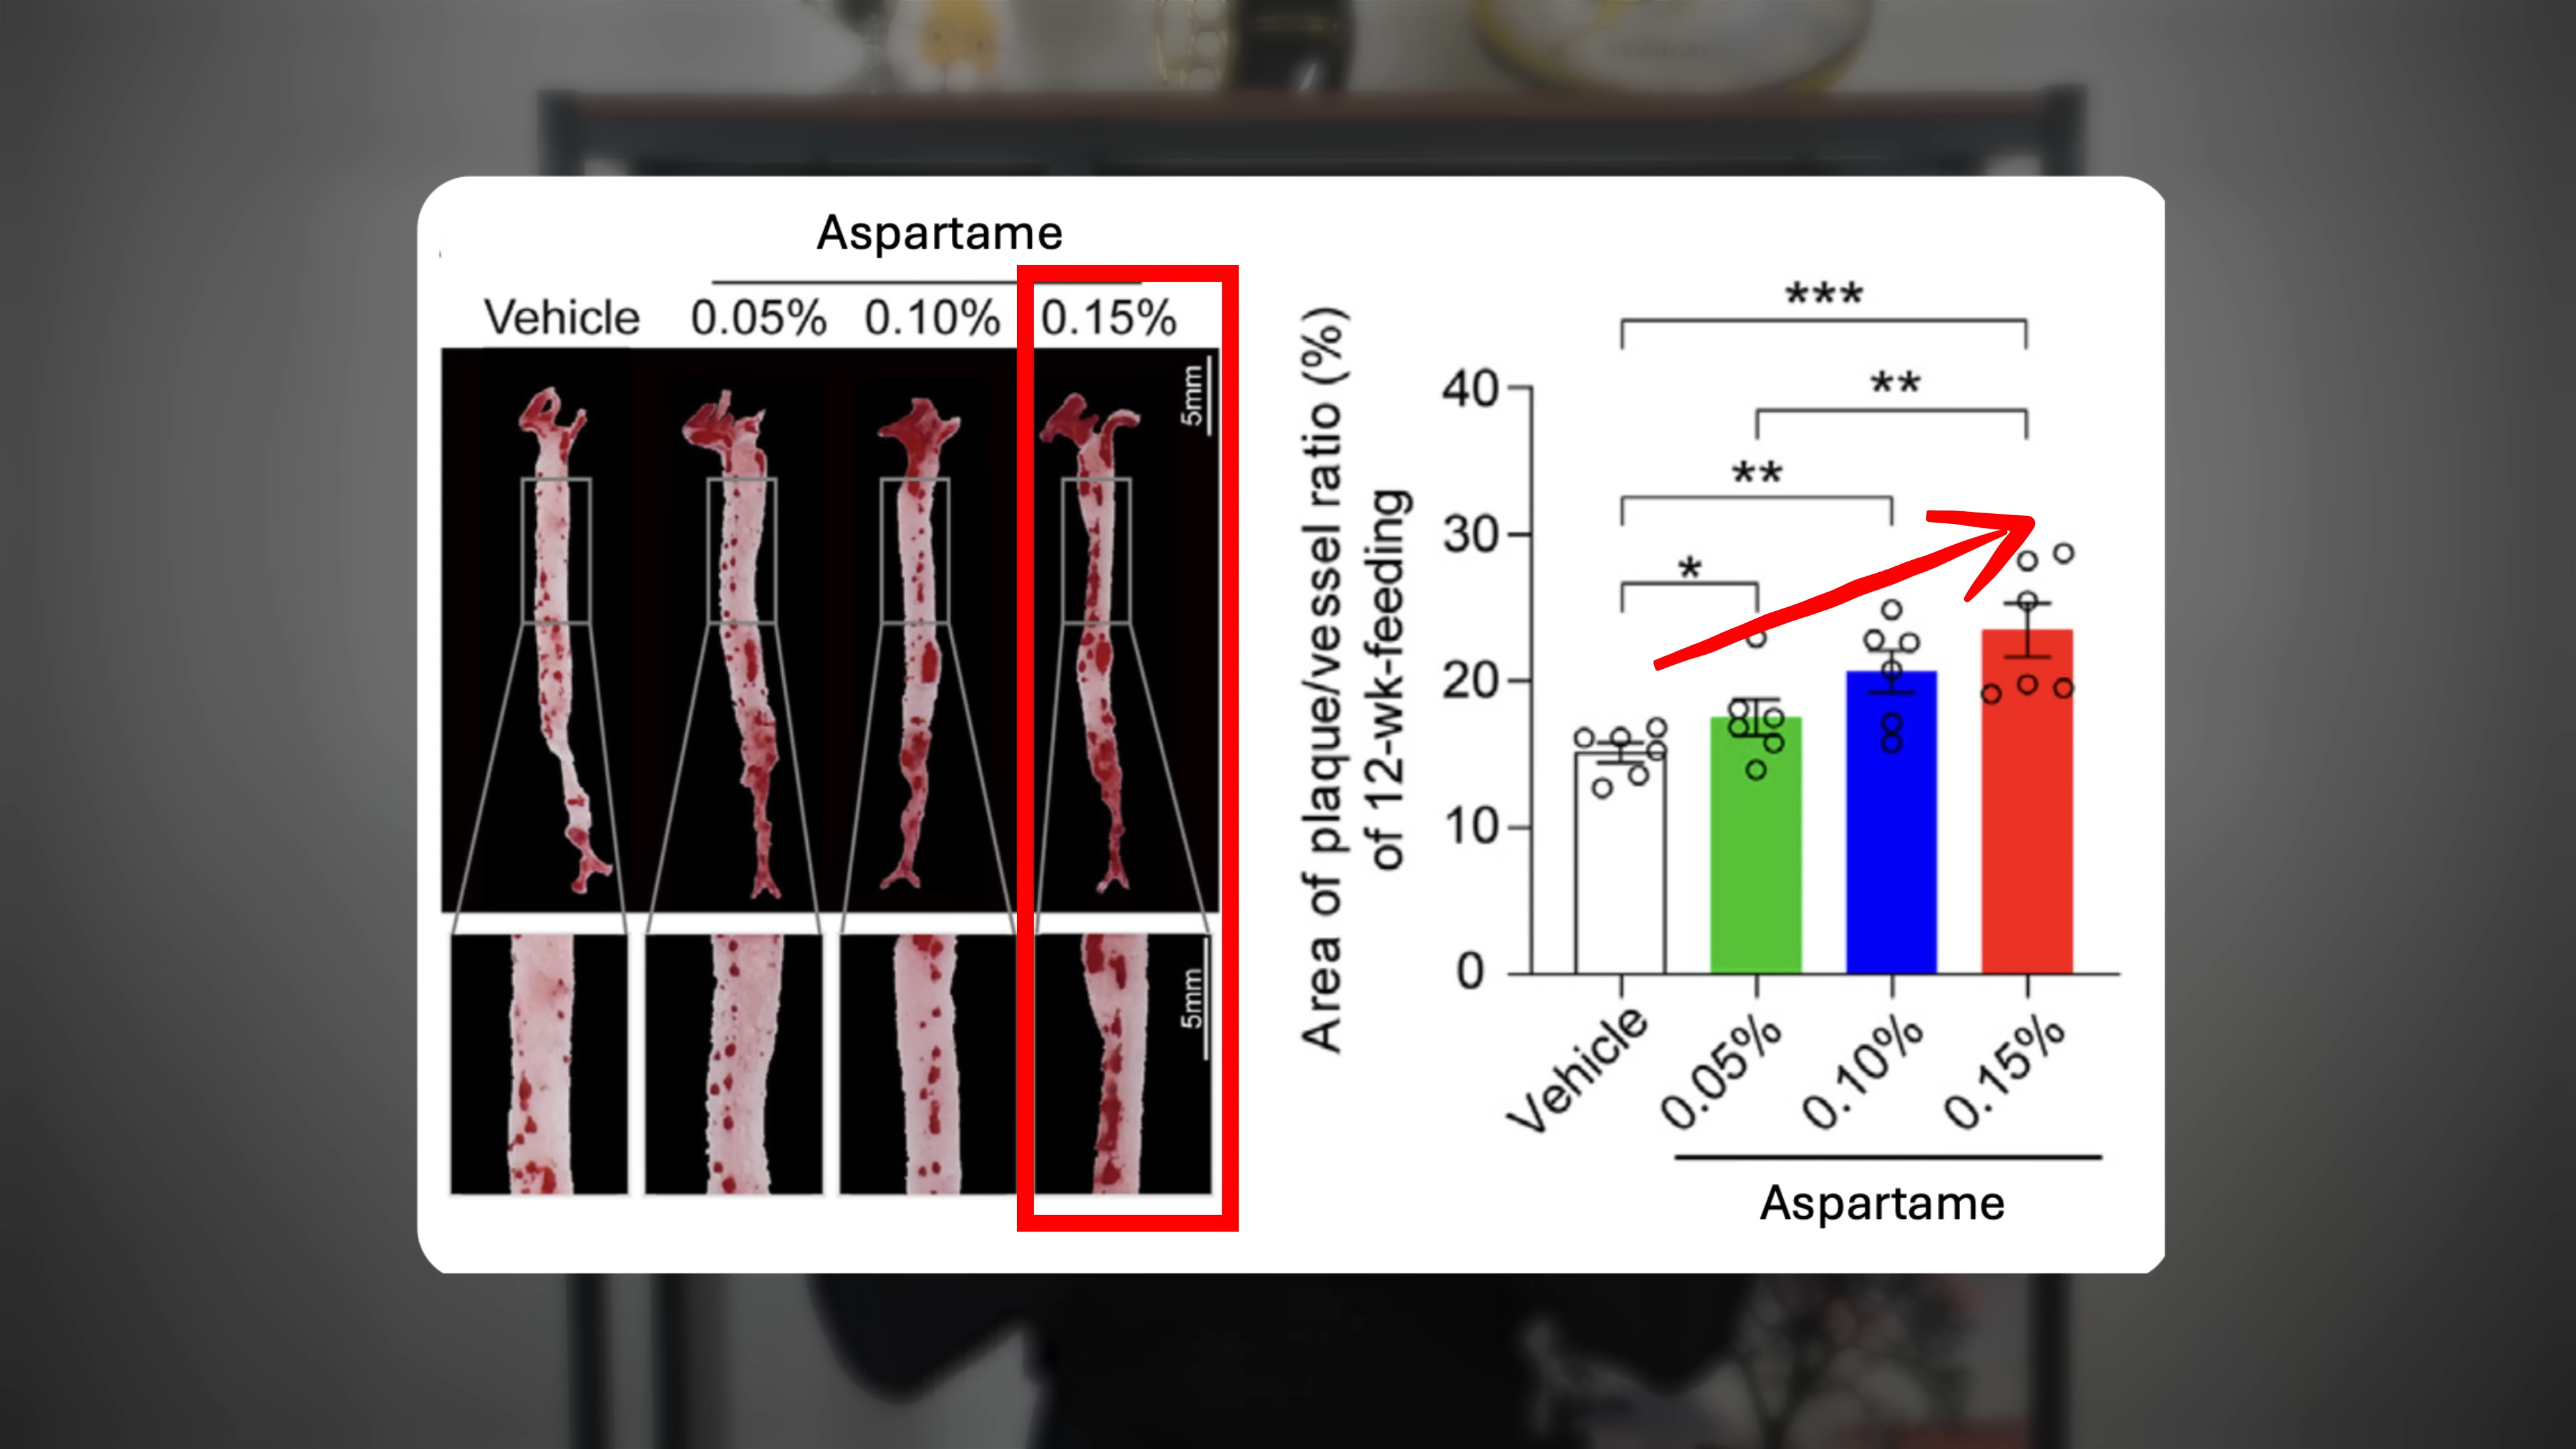 Aspartame
Vehicle 0.05% 0.10% 0.15%
5mm
5mm
Area of plaque/vessel ratio (%)
of 12-wk-feeding
***
**
**
*
40
30
20
10
0
Vehicle 0.05% 0.10% 0.15%
Aspartame